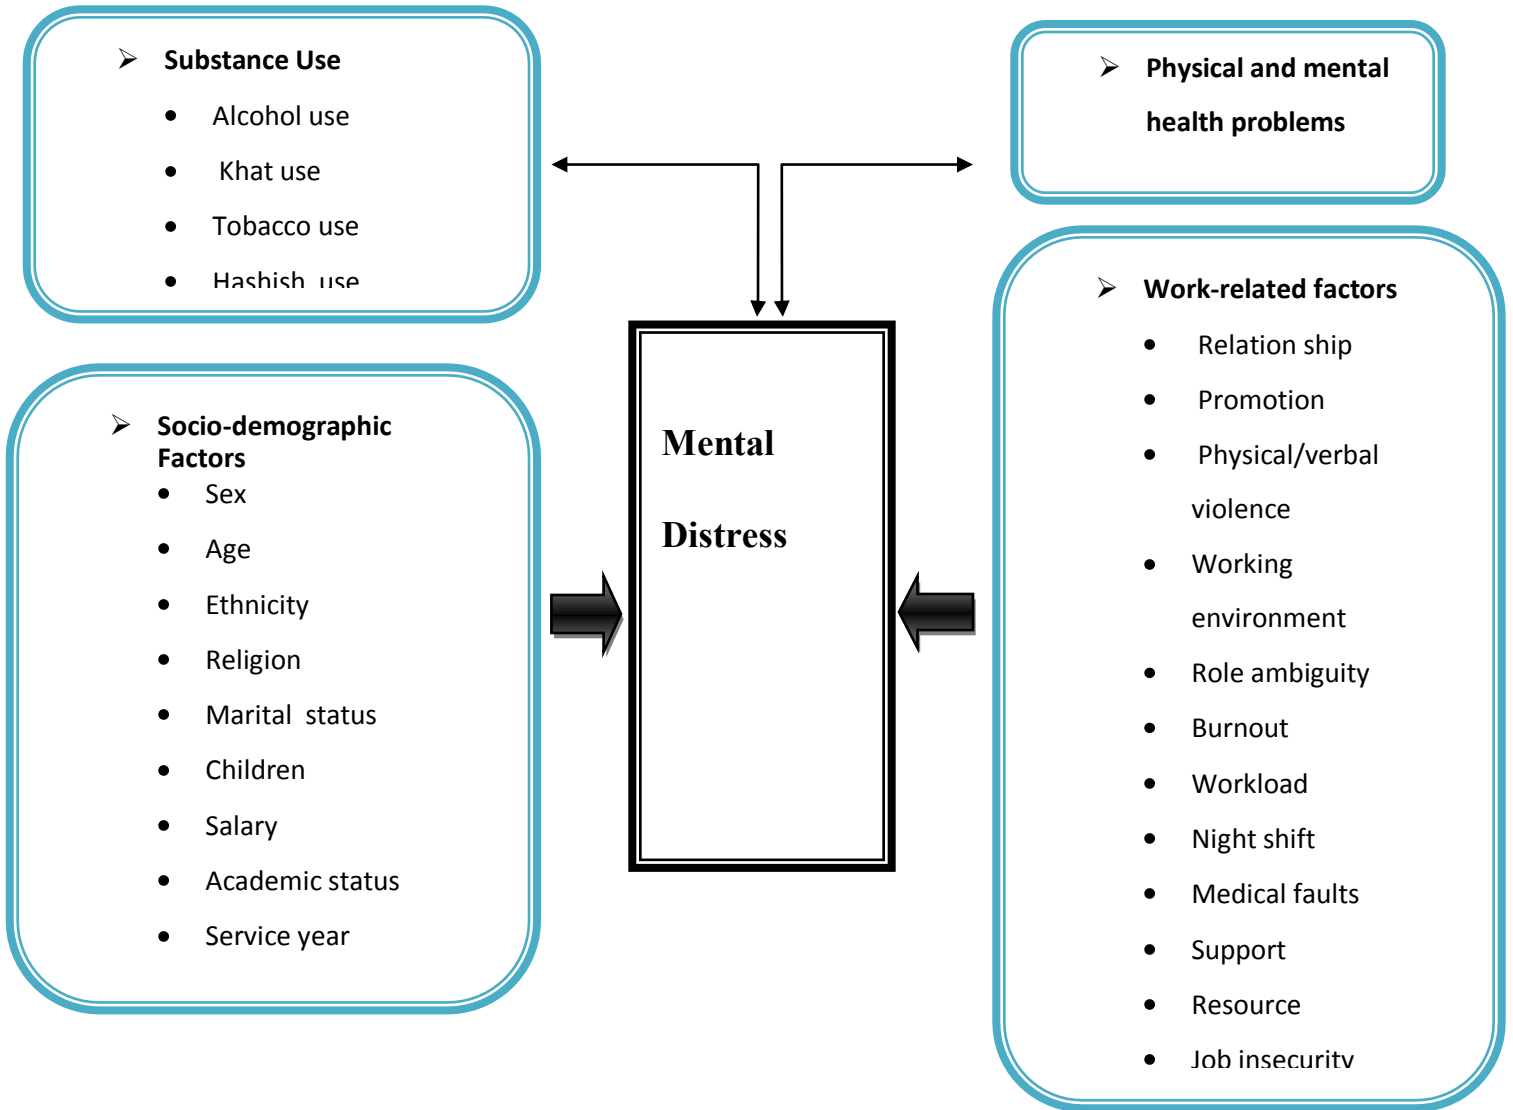 ➢ Substance Use
• Alcohol use
• Khat use
• Tobacco use
• Hashish use
➢ Physical and mental
health problems
➢ Socio-demographic
Factors
• Sex
• Age
• Ethnicity
• Religion
• Marital status
• Children
• Salary
• Academic status
• Service year
Mental
Distress
➢ Work-related factors
• Relation ship
• Promotion
• Physical/verbal
violence
• Working
environment
• Role ambiguity
• Burnout
• Workload
• Night shift
• Medical faults
• Support
• Resource
• Job insecurity